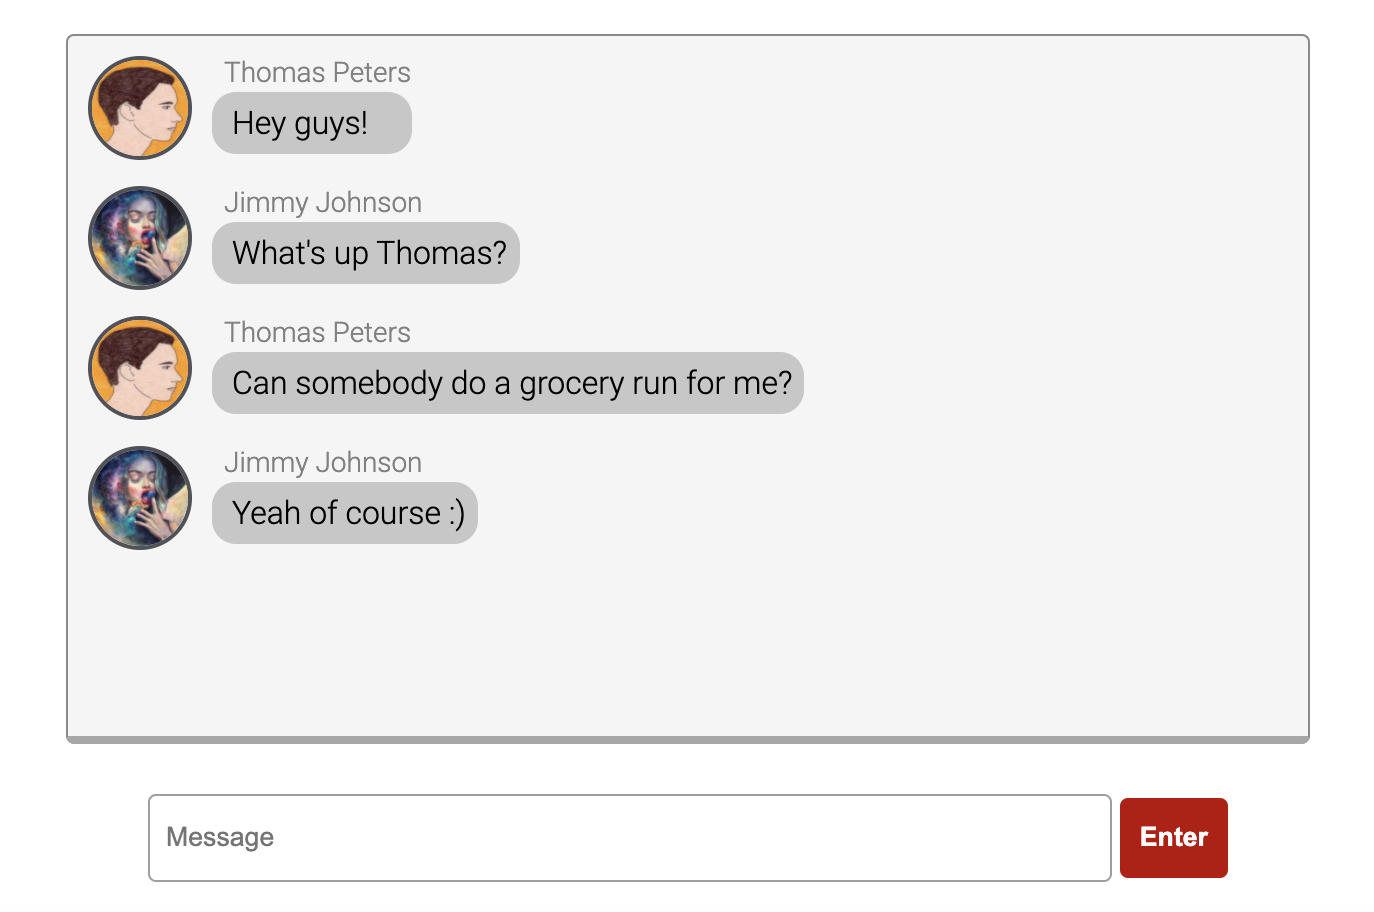 Thomas Peters
Hey guys!
Jimmy Johnson
What's up Thomas?
Thomas Peters
Can somebody do a grocery run for me?
Jimmy Johnson
Yeah of course :)
Message
Enter